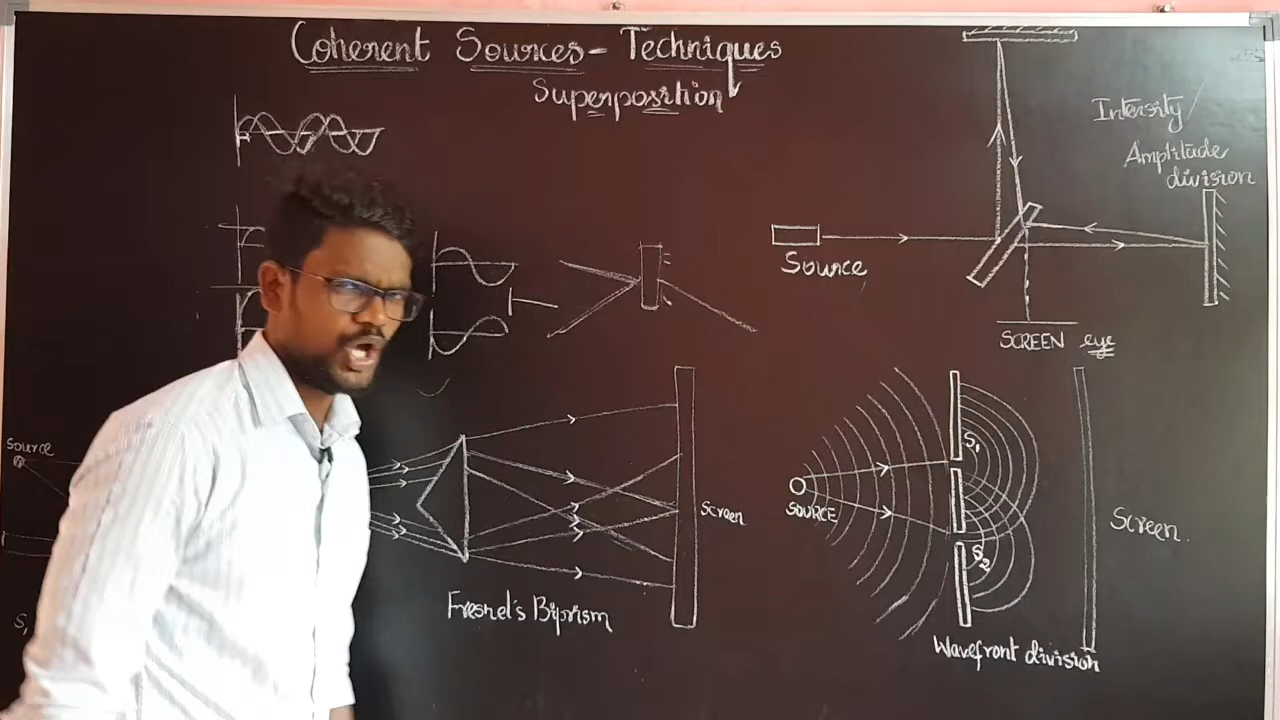 Coherent Sources - Techniques
Superposition
Intensity/
Amplitude
division
Source
SCREEN eye
Source
S₁
Screen
Fresnel's Biprism
SOURCE
S₁
S₂
Screen.
Wavefront division